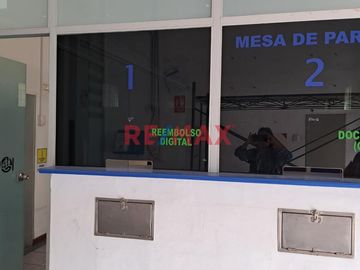 MESA DE PAR
1
2
RE/MAX
REEMBOLSO
DIGITAL
DOC